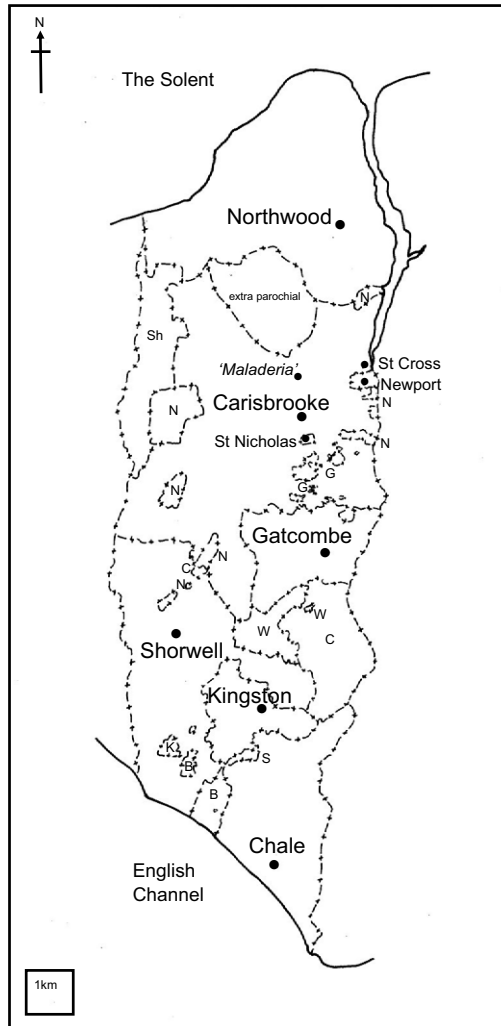 N
The Solent
Northwood
extra parochial
N
Sh
St Cross
'Maladeria'
Newport
N
N
Carisbrooke
N
St Nicholas
G
G
N
Gatcombe
N
C
N
C
W
W
C
Shorwell
Kingston
K
S
B
B
Chale
English
Channel
1km